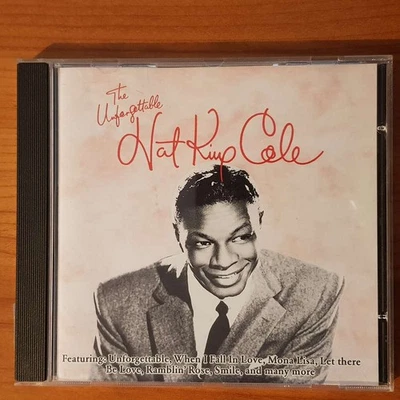 The
Unforgettable
Nat King Cole
Featuring: Unforgettable, When I Fall In Love, Mona Lisa, Let there
Be Love, Ramblin' Rose, Smile, and many more